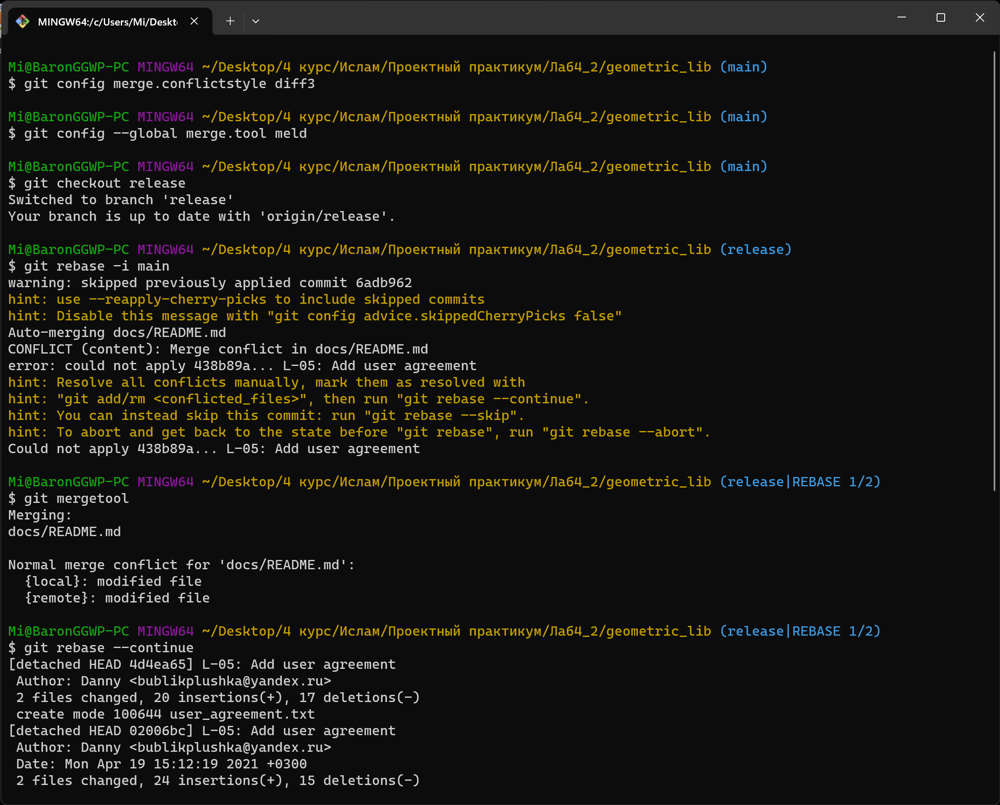 MINGW64:/c/Users/Mi/Deskt
Mi@BaronGGWP-PC MINGW64 ~/Desktop/4 курс/Ислам/Проектный практикум/Ла64_2/geometric_lib (main)
$ git config merge.conflictstyle diff3
Mi@BaronGGWP-PC MINGW64 ~/Desktop/4 курс/Ислам/Проектный практикум/Ла64_2/geometric_lib (main)
$ git config --global merge.tool meld
Mi@BaronGGWP-PC MINGW64 ~/Desktop/4 курс/Ислам/Проектный практикум/Ла64_2/geometric_lib (main)
$ git checkout release
Switched to branch 'release'
Your branch is up to date with 'origin/release'.
Mi@BaronGGWP-PC MINGW64 ~/Desktop/4 курс/Ислам/Проектный практикум/Ла64_2/geometric_lib (release)
$ git rebase -i main
warning: skipped previously applied commit 6adb962
hint: use --reapply-cherry-picks to include skipped commits
hint: Disable this message with "git config advice.skippedCherryPicks false"
Auto-merging docs/README.md
CONFLICT (content): Merge conflict in docs/README.md
error: could not apply 438b89a... L-05: Add user agreement
hint: Resolve all conflicts manually, mark them as resolved with
hint: "git add/rm <conflicted_files>", then run "git rebase --continue".
hint: You can instead skip this commit: run "git rebase --skip".
hint: To abort and get back to the state before "git rebase", run "git rebase --abort".
Could not apply 438b89a... L-05: Add user agreement
Mi@BaronGGWP-PC MINGW64 ~/Desktop/4 курс/Ислам/Проектный практикум/Ла64_2/geometric_lib (release|REBASE 1/2)
$ git mergetool
Merging:
docs/README.md
Normal merge conflict for 'docs/README.md':
  {local}: modified file
  {remote}: modified file
Mi@BaronGGWP-PC MINGW64 ~/Desktop/4 курс/Ислам/Проектный практикум/Ла64_2/geometric_lib (release|REBASE 1/2)
$ git rebase --continue
[detached HEAD 4d4ea65] L-05: Add user agreement
 Author: Danny <bublikplushka@yandex.ru>
 2 files changed, 20 insertions(+), 17 deletions(-)
 create mode 100644 user_agreement.txt
[detached HEAD 02006bc] L-05: Add user agreement
 Author: Danny <bublikplushka@yandex.ru>
 Date: Mon Apr 19 15:12:19 2021 +0300
 2 files changed, 24 insertions(+), 15 deletions(-)